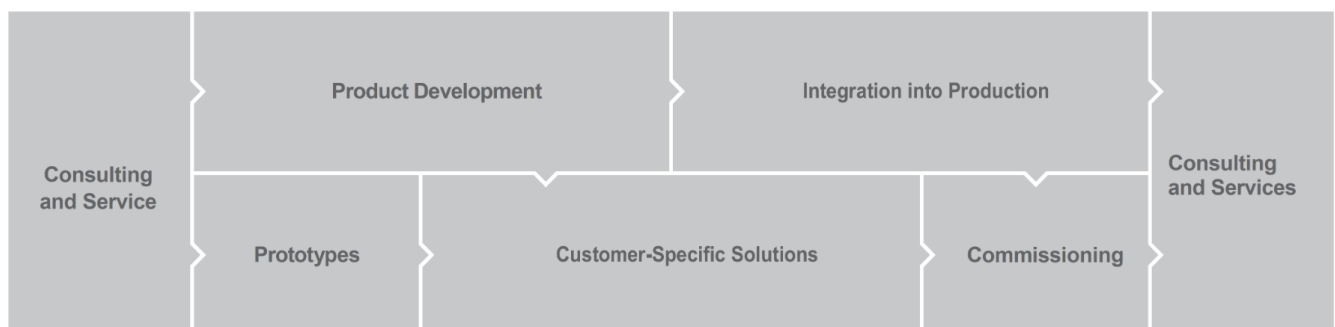 Consulting
and Service
Product Development
Integration into Production
Prototypes
Customer-Specific Solutions
Commissioning
Consulting
and Services